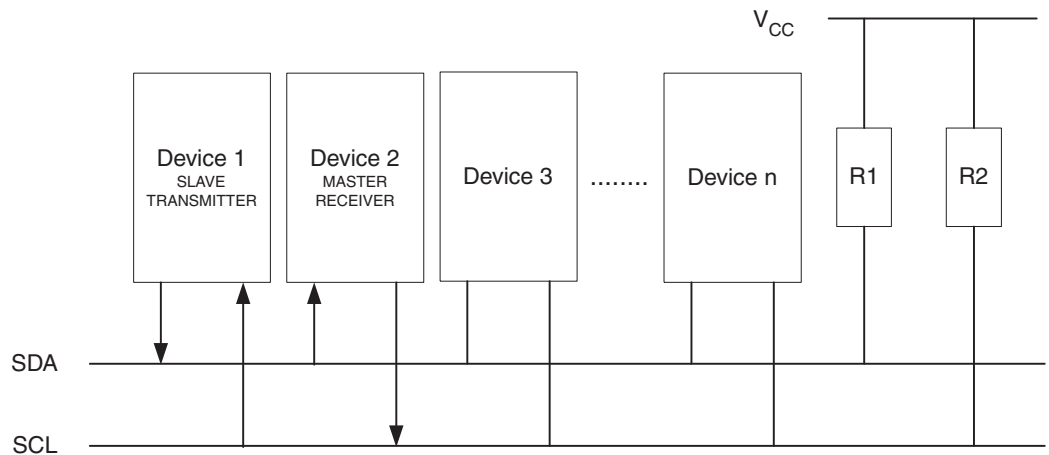 V_CC
Device 1
SLAVE
TRANSMITTER
Device 2
MASTER
RECEIVER
Device 3
........
Device n
R1
R2
SDA
SCL